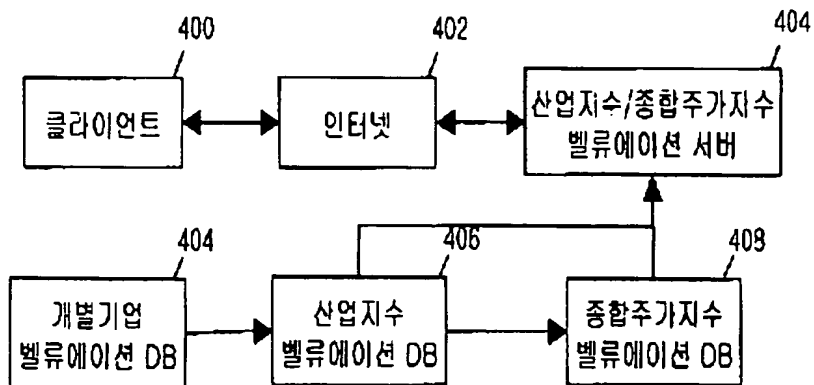 400
402
404
클라이언트
인터넷
산업지수/종합주가지수
벨류에이션 서버
404
406
408
개별기업
벨류에이션 DB
산업지수
벨류에이션 DB
종합주가지수
벨류에이션 DB